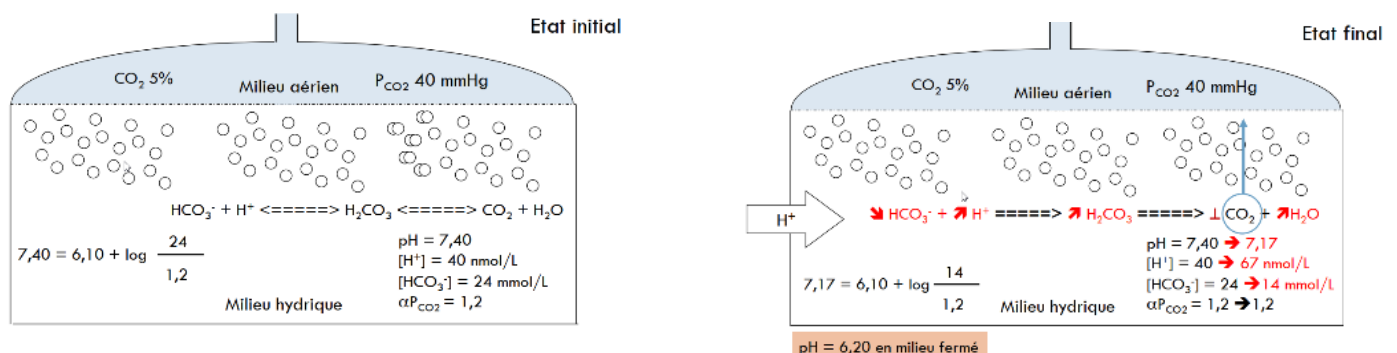 Etat initial
CO2 5%
Milieu aérien
PCO2 40 mmHg
HCO3- + H+ <=====> H2CO3 <=====> CO2 + H2O
7,40 = 6,10 + log 24
1,2
pH = 7,40
[H+] = 40 nmol/L
[HCO3-] = 24 mmol/L
αPCO2 = 1,2
Milieu hydrique
Etat final
CO2 5%
Milieu aérien
PCO2 40 mmHg
H+
➘ HCO3- + ➚ H+ =====> ➚ H2CO3 =====> ⊥ CO2 + ➚H2O
7,17 = 6,10 + log 14
1,2
pH = 7,40 ➔ 7,17
[H+] = 40 ➔ 67 nmol/L
[HCO3-] = 24 ➔14 mmol/L
αPCO2 = 1,2 ➔1,2
Milieu hydrique
pH = 6,20 en milieu fermé